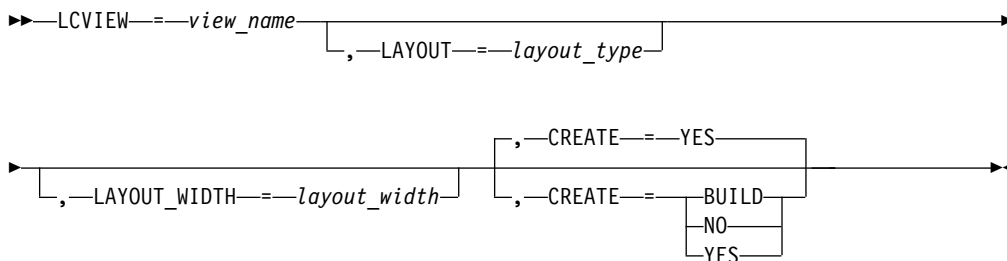 LCVIEW = view_name
, LAYOUT = layout_type
, CREATE = YES
, LAYOUT_WIDTH = layout_width
, CREATE = BUILD
NO
YES